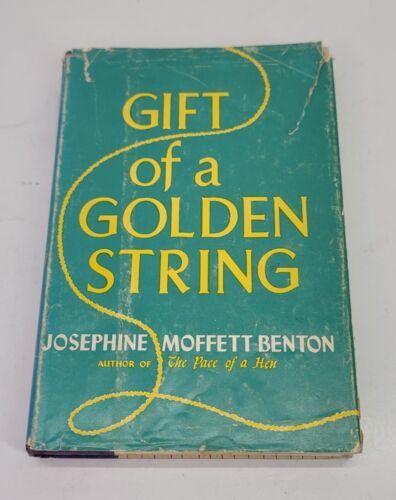 GIFT
of a
GOLDEN
STRING
JOSEPHINE MOFFETT BENTON
AUTHOR OF The Pace of a Hen